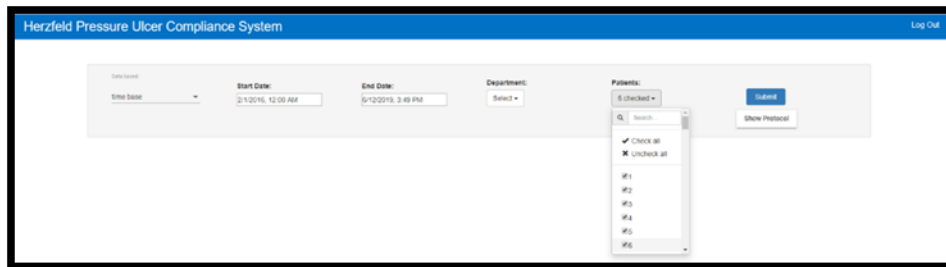 Herzfeld Pressure Ulcer Compliance System
Log Out
Start Date:
End Date:
Department:
Patients:
time base
2/1/2016, 12:00 AM
6/12/2019, 3:49 PM
Select
6 checked
Submit
Show Protocol
Search...
Check all
Uncheck all
1
2
3
4
5
6